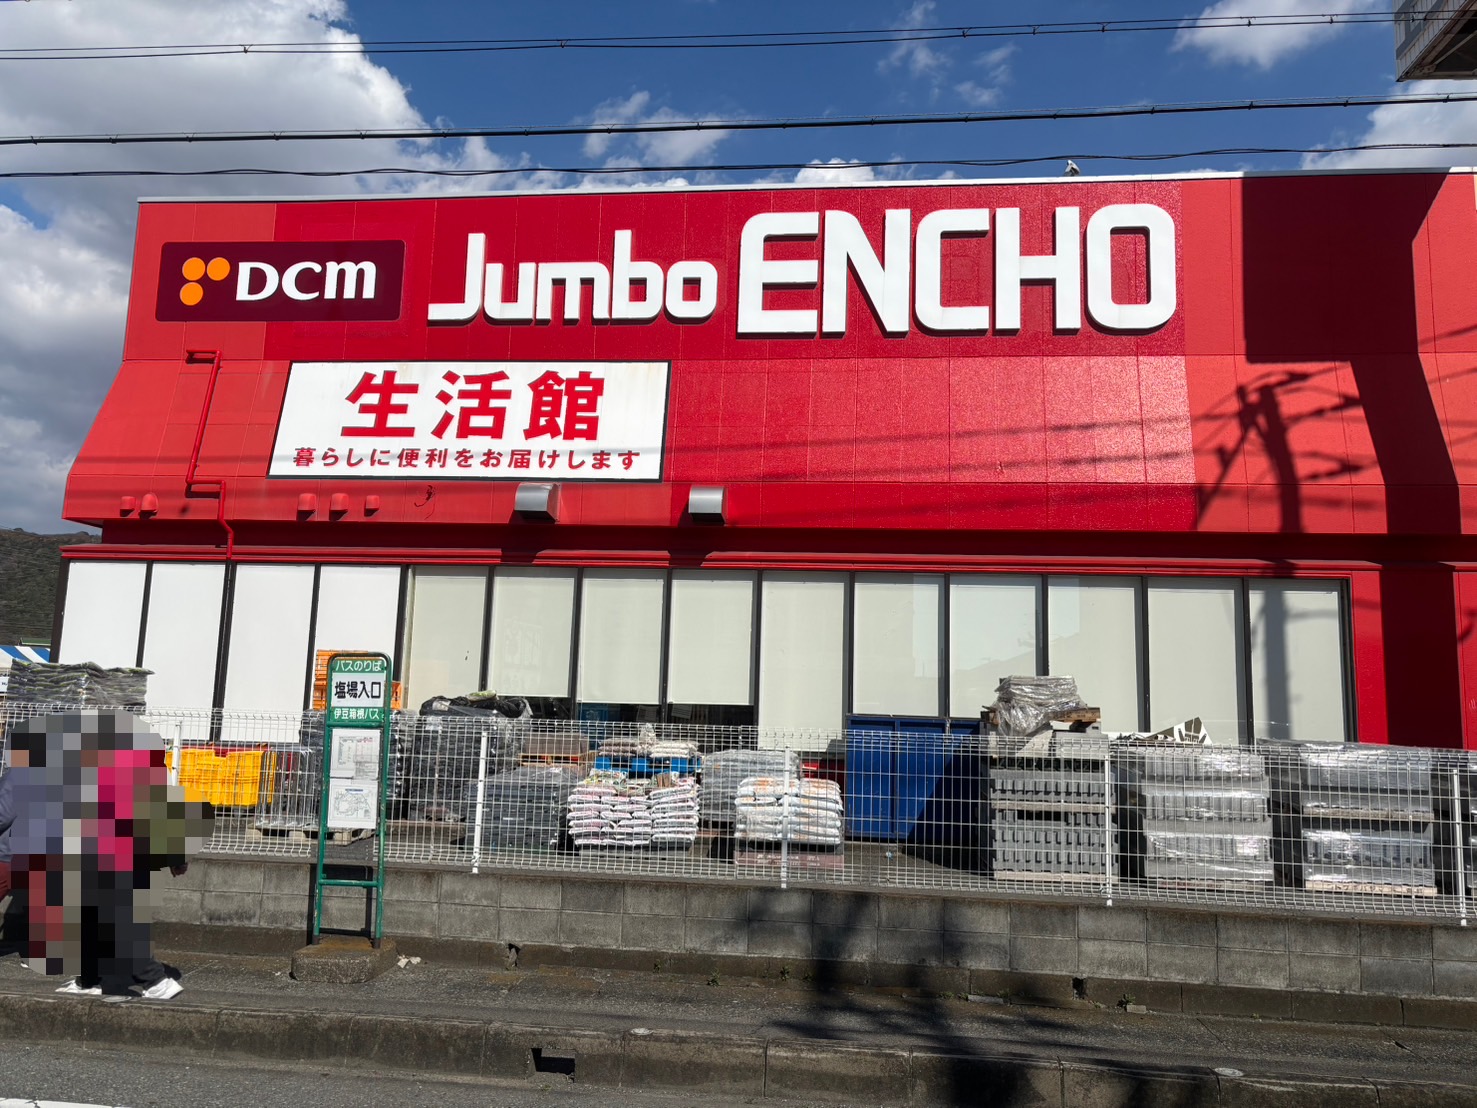 DCM
Jumbo ENCHO
生活館
暮らしに便利をお届けします
バスのりば
塩場入口
伊豆箱根バス